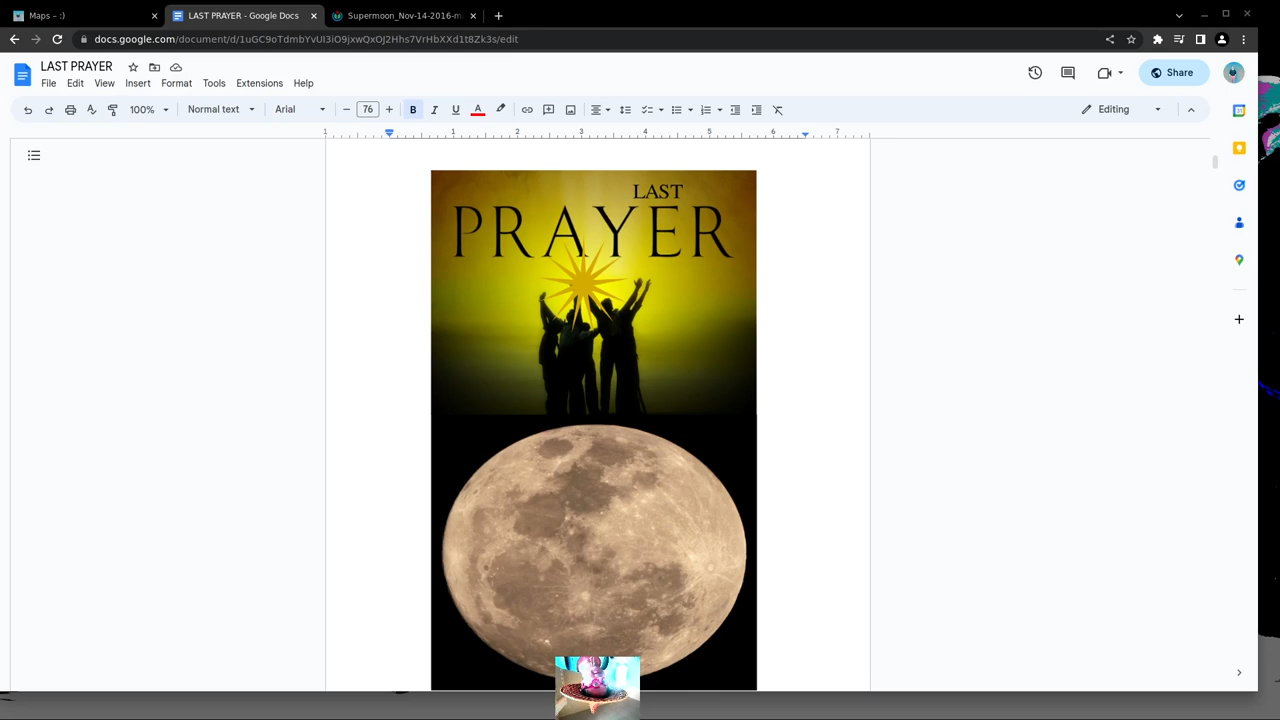 Maps – :)
LAST PRAYER - Google Docs
Supermoon_Nov-14-2016-m
docs.google.com/document/d/1uGC9oTdmbYvUI3iO9jxwQxOJ2Hhs7VrHbXXd1t8Zk3s/edit
LAST PRAYER
File Edit View Insert Format Tools Extensions Help
Share
100% Normal text Arial 76 B I U A Editing
1 1 2 3 4 5 6 7
LAST
PRAYER